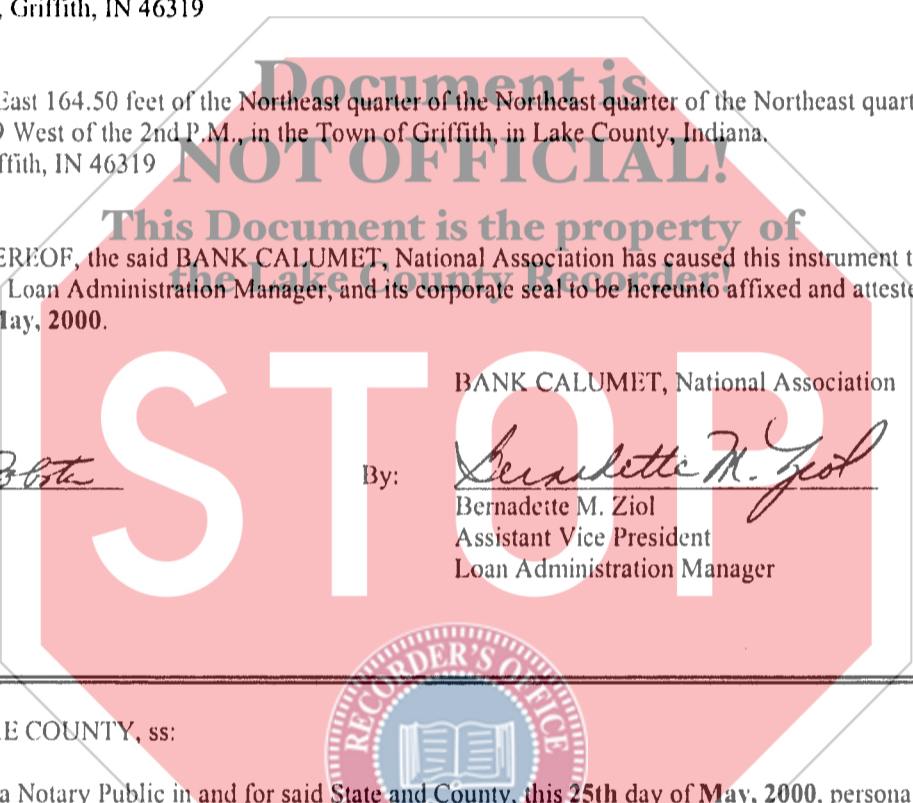 , Griffith, IN 46319
Document is
East 164.50 feet of the Northeast quarter of the Northeast quarter of the Northeast quart
West of the 2nd P.M., in the Town of Griffith, in Lake County, Indiana.
NOT OFFICIAL!
ffith, IN 46319
This Document is the property of
EREOF, the said BANK CALUMET, National Association has caused this instrument t
the Lake County Recorder!
Loan Administration Manager, and its corporate seal to be hereunto affixed and atteste
May, 2000.
STOP
BANK CALUMET, National Association
By: Bernadette M. Ziol
Bernadette M. Ziol
Assistant Vice President
Loan Administration Manager
RECORDER'S OFFICE
E COUNTY, ss:
a Notary Public in and for said State and County, this 25th day of May, 2000, persona